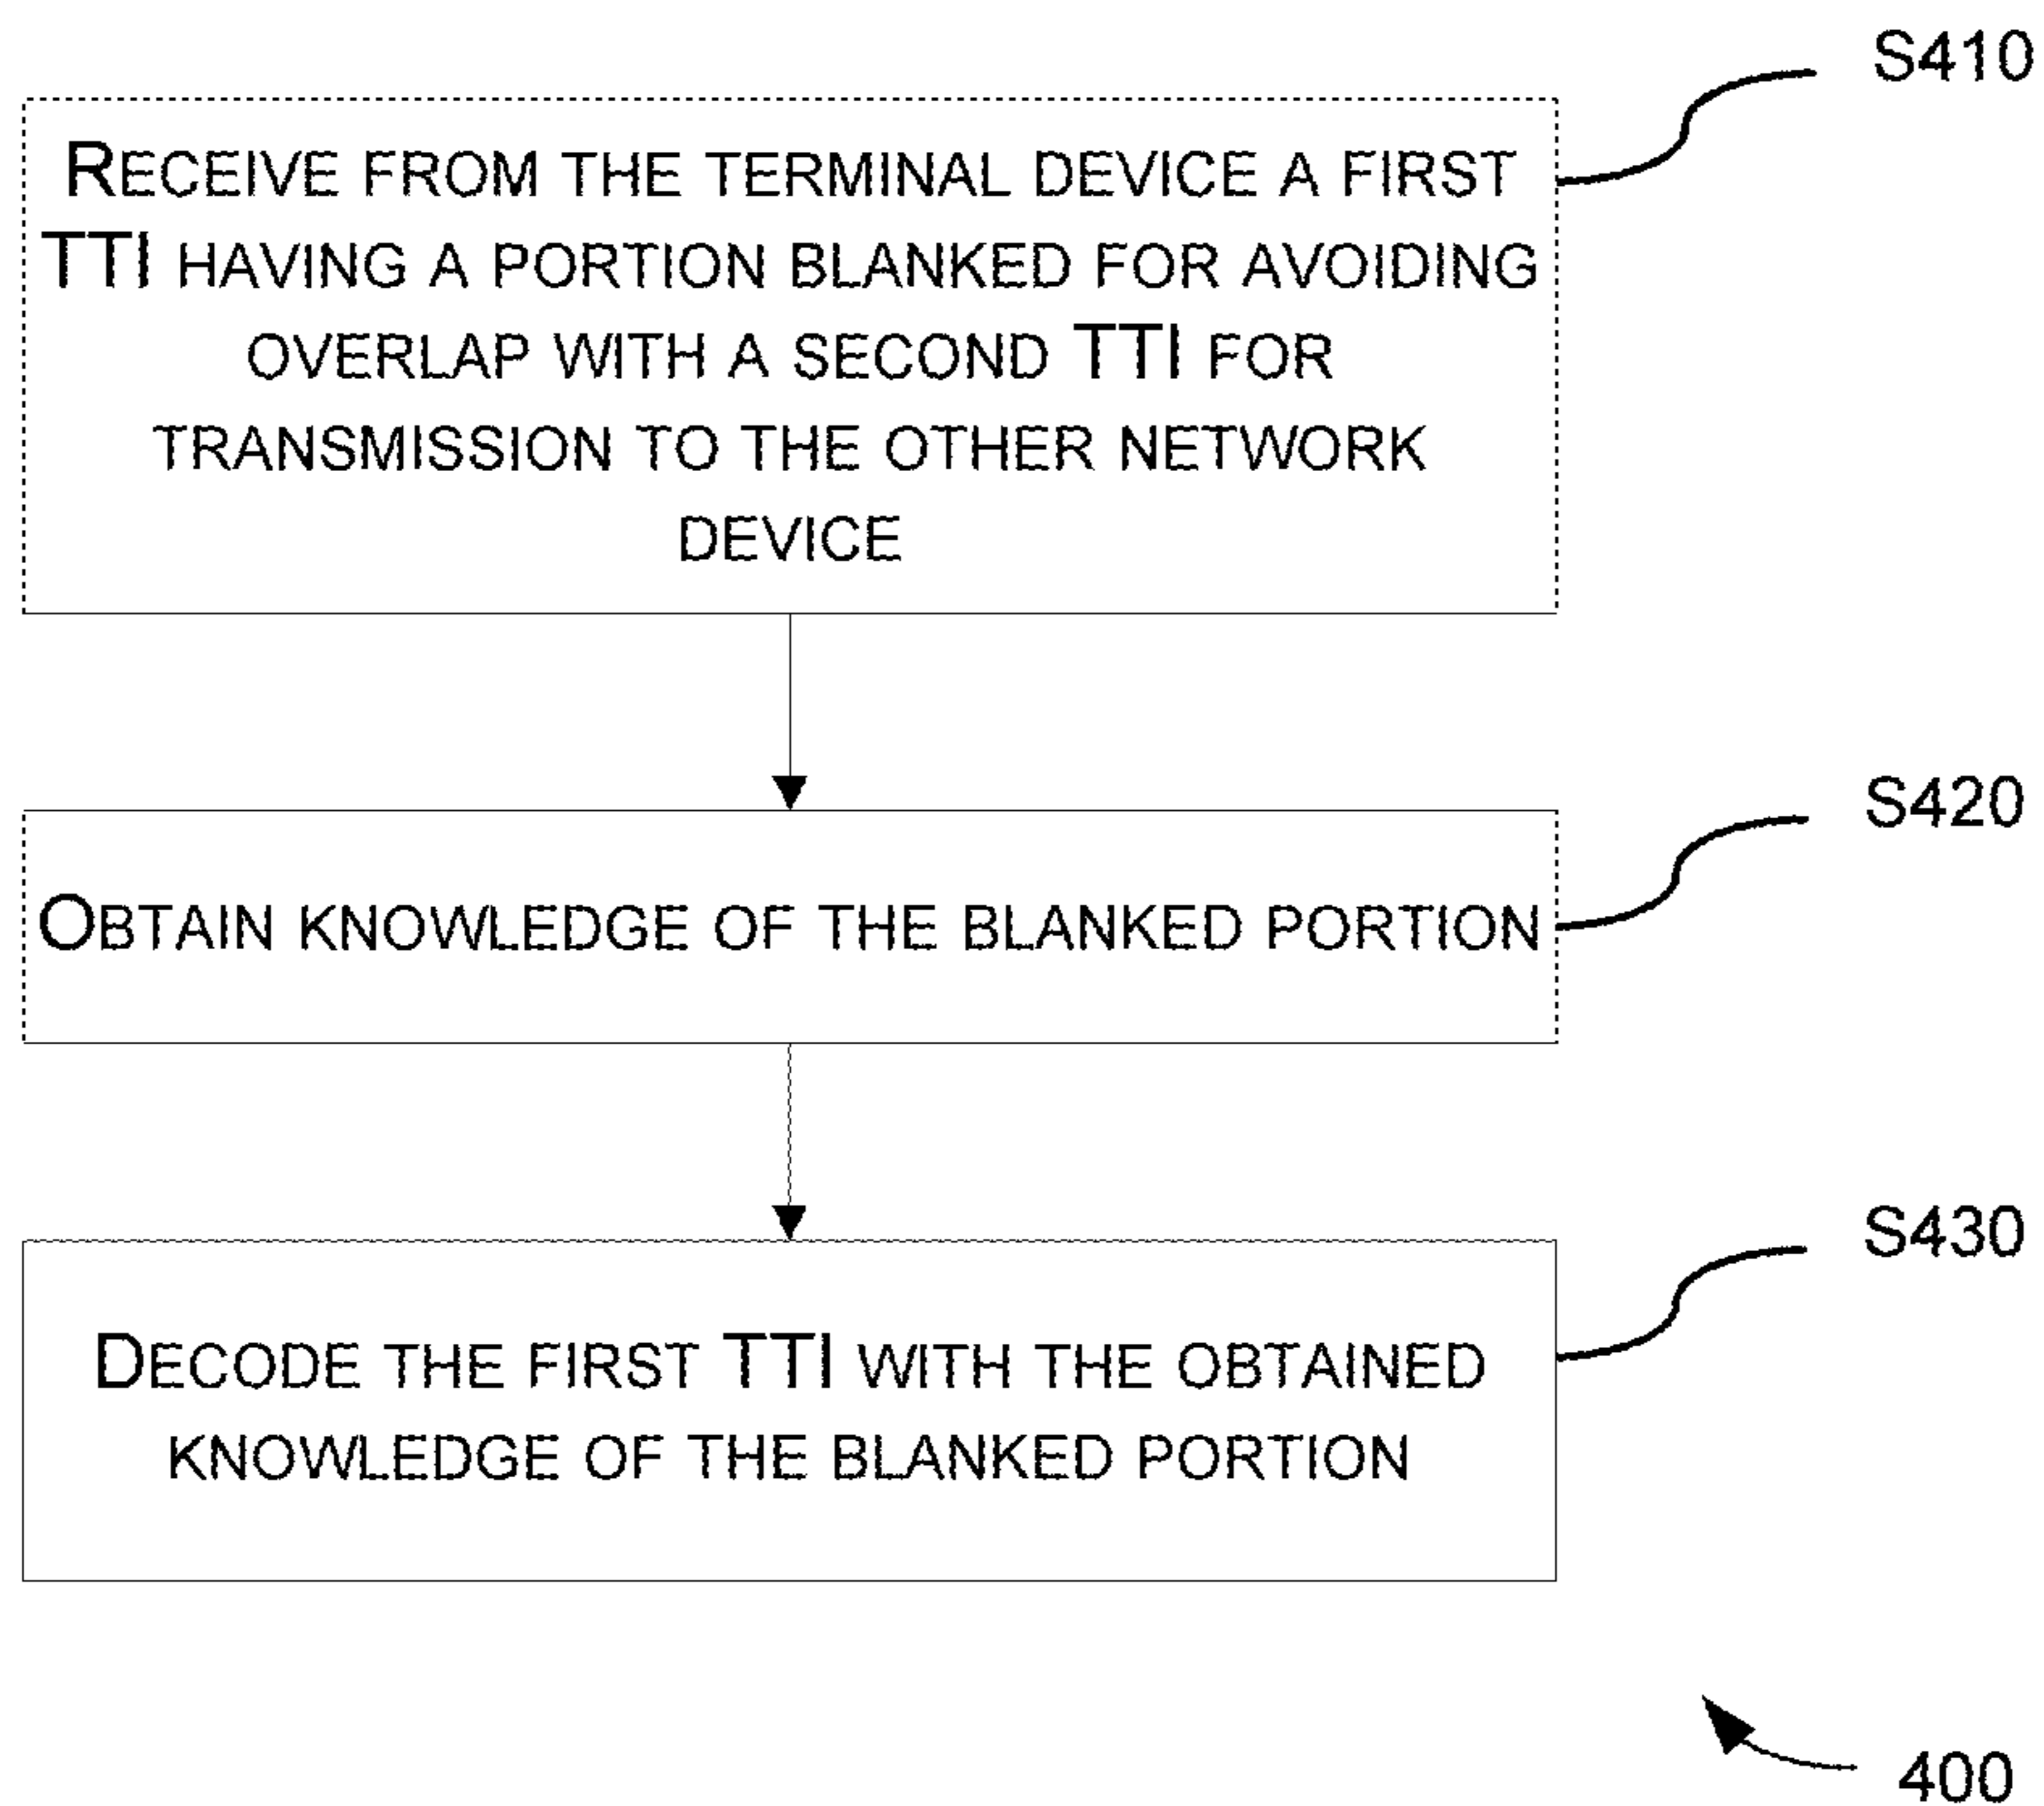 S410
RECEIVE FROM THE TERMINAL DEVICE A FIRST
TTI HAVING A PORTION BLANKED FOR AVOIDING
OVERLAP WITH A SECOND TTI FOR
TRANSMISSION TO THE OTHER NETWORK
DEVICE
S420
OBTAIN KNOWLEDGE OF THE BLANKED PORTION
S430
DECODE THE FIRST TTI WITH THE OBTAINED
KNOWLEDGE OF THE BLANKED PORTION
400